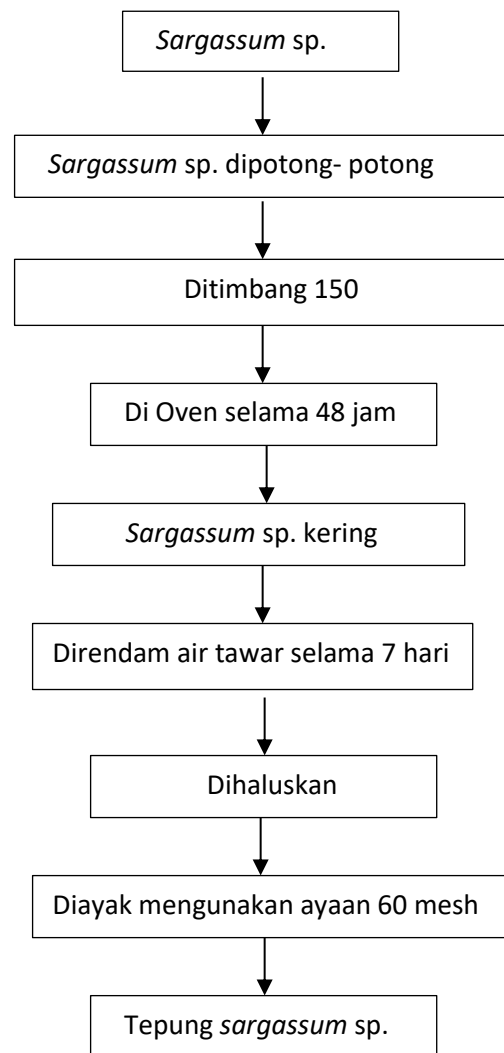 Sargassum sp.
Sargassum sp. dipotong- potong
Ditimbang 150
Di Oven selama 48 jam
Sargassum sp. kering
Direndam air tawar selama 7 hari
Dihaluskan
Diayak mengunakan ayaan 60 mesh
Tepung sargassum sp.